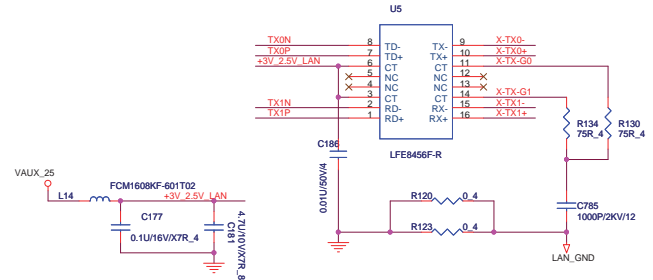 U5
TX0N 8 TD- TX- 9 X-TX0-
TX0P 7 TD+ TX+ 10 X-TX0+
+3V_2.5V_LAN 6 CT CT 11 X-TX-G0
5 NC NC 12
4 NC NC 13
3 CT CT 14 X-TX-G1
TX1N 2 RD- RX- 15 X-TX1-
TX1P 1 RD+ RX+ 16 X-TX1+
LFE8456F-R
R134
75R_4
R130
75R_4
C186
0.01U/50V/4
VAUX_25
L14
FCM1608KF-601T02
+3V_2.5V_LAN
C177
0.1U/16V/X7R_4
C181
4.7U/10V/X7R_8
R120 0_4
R123 0_4
C785
1000P/2KV/12
LAN_GND